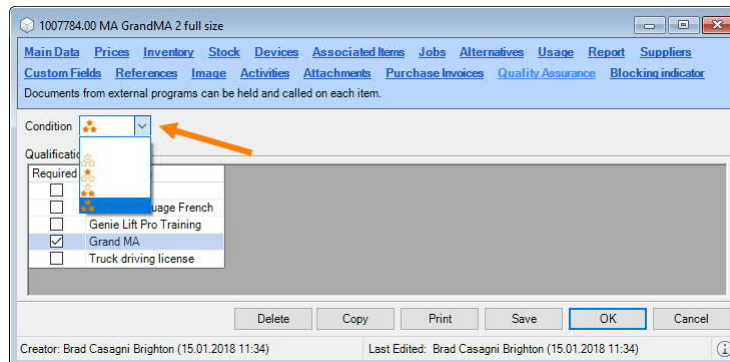 1007784.00 MA GrandMA 2 full size
Main Data Prices Inventory Stock Devices Associated Items Jobs Alternatives Usage Report Suppliers
Custom Fields References Image Activities Attachments Purchase Invoices Quality Assurance Blocking indicator
Documents from external programs can be held and called on each item.
Condition
Qualificatio
Required
uage French
Genie Lift Pro Training
Grand MA
Truck driving license
Delete Copy Print Save OK Cancel
Creator: Brad Casagni Brighton (15.01.2018 11:34) Last Edited: Brad Casagni Brighton (15.01.2018 11:34)